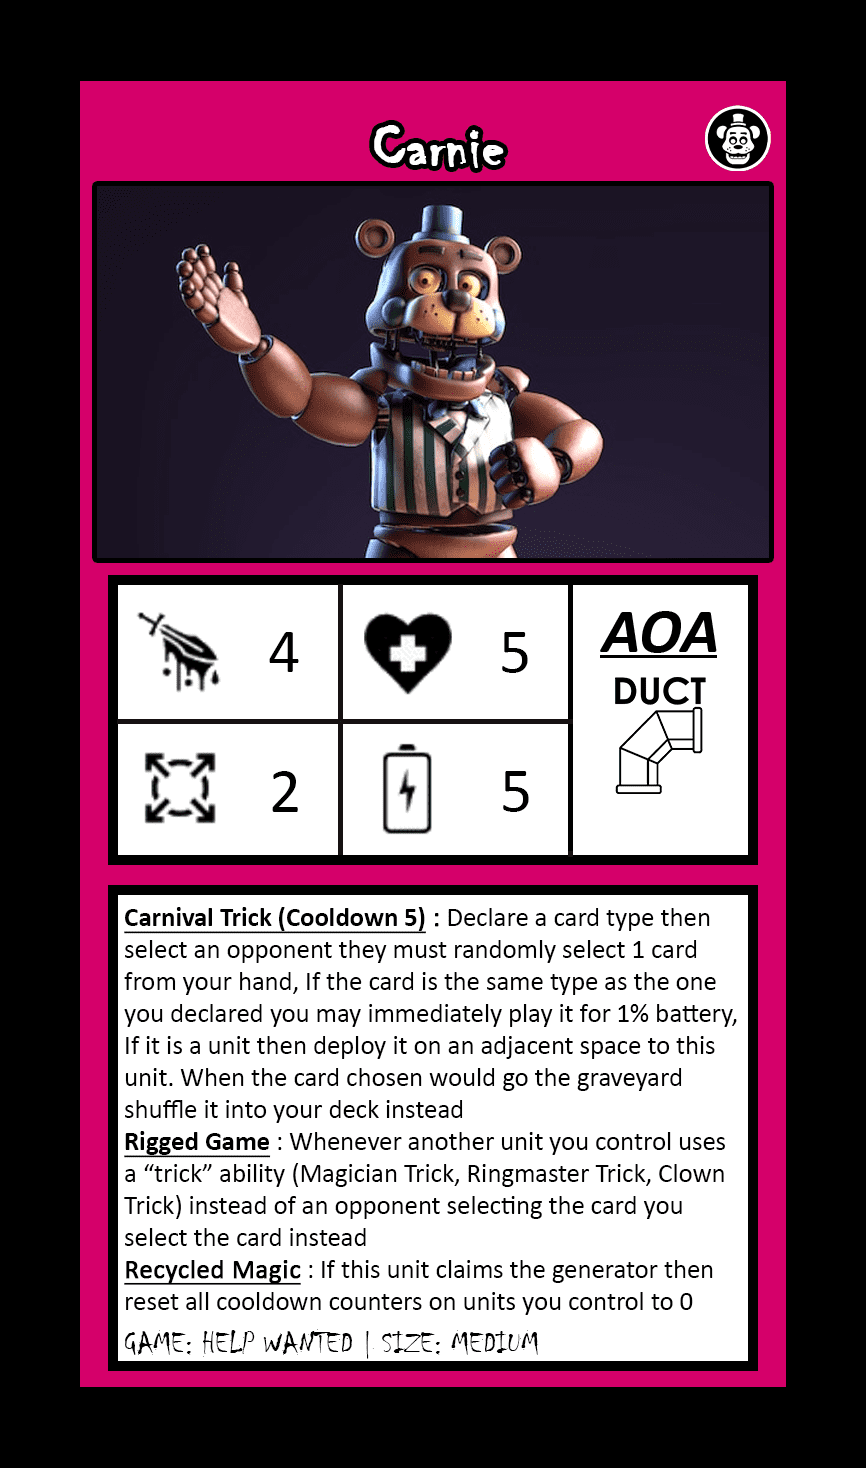 Carnie
4
5
AOA
DUCT
2
5
Carnival Trick (Cooldown 5) : Declare a card type then
select an opponent they must randomly select 1 card
from your hand, If the card is the same type as the one
you declared you may immediately play it for 1% battery,
If it is a unit then deploy it on an adjacent space to this
unit. When the card chosen would go the graveyard
shuffle it into your deck instead
Rigged Game : Whenever another unit you control uses
a “trick” ability (Magician Trick, Ringmaster Trick, Clown
Trick) instead of an opponent selecting the card you
select the card instead
Recycled Magic : If this unit claims the generator then
reset all cooldown counters on units you control to 0
GAME: HELP WANTED | SIZE: MEDIUM